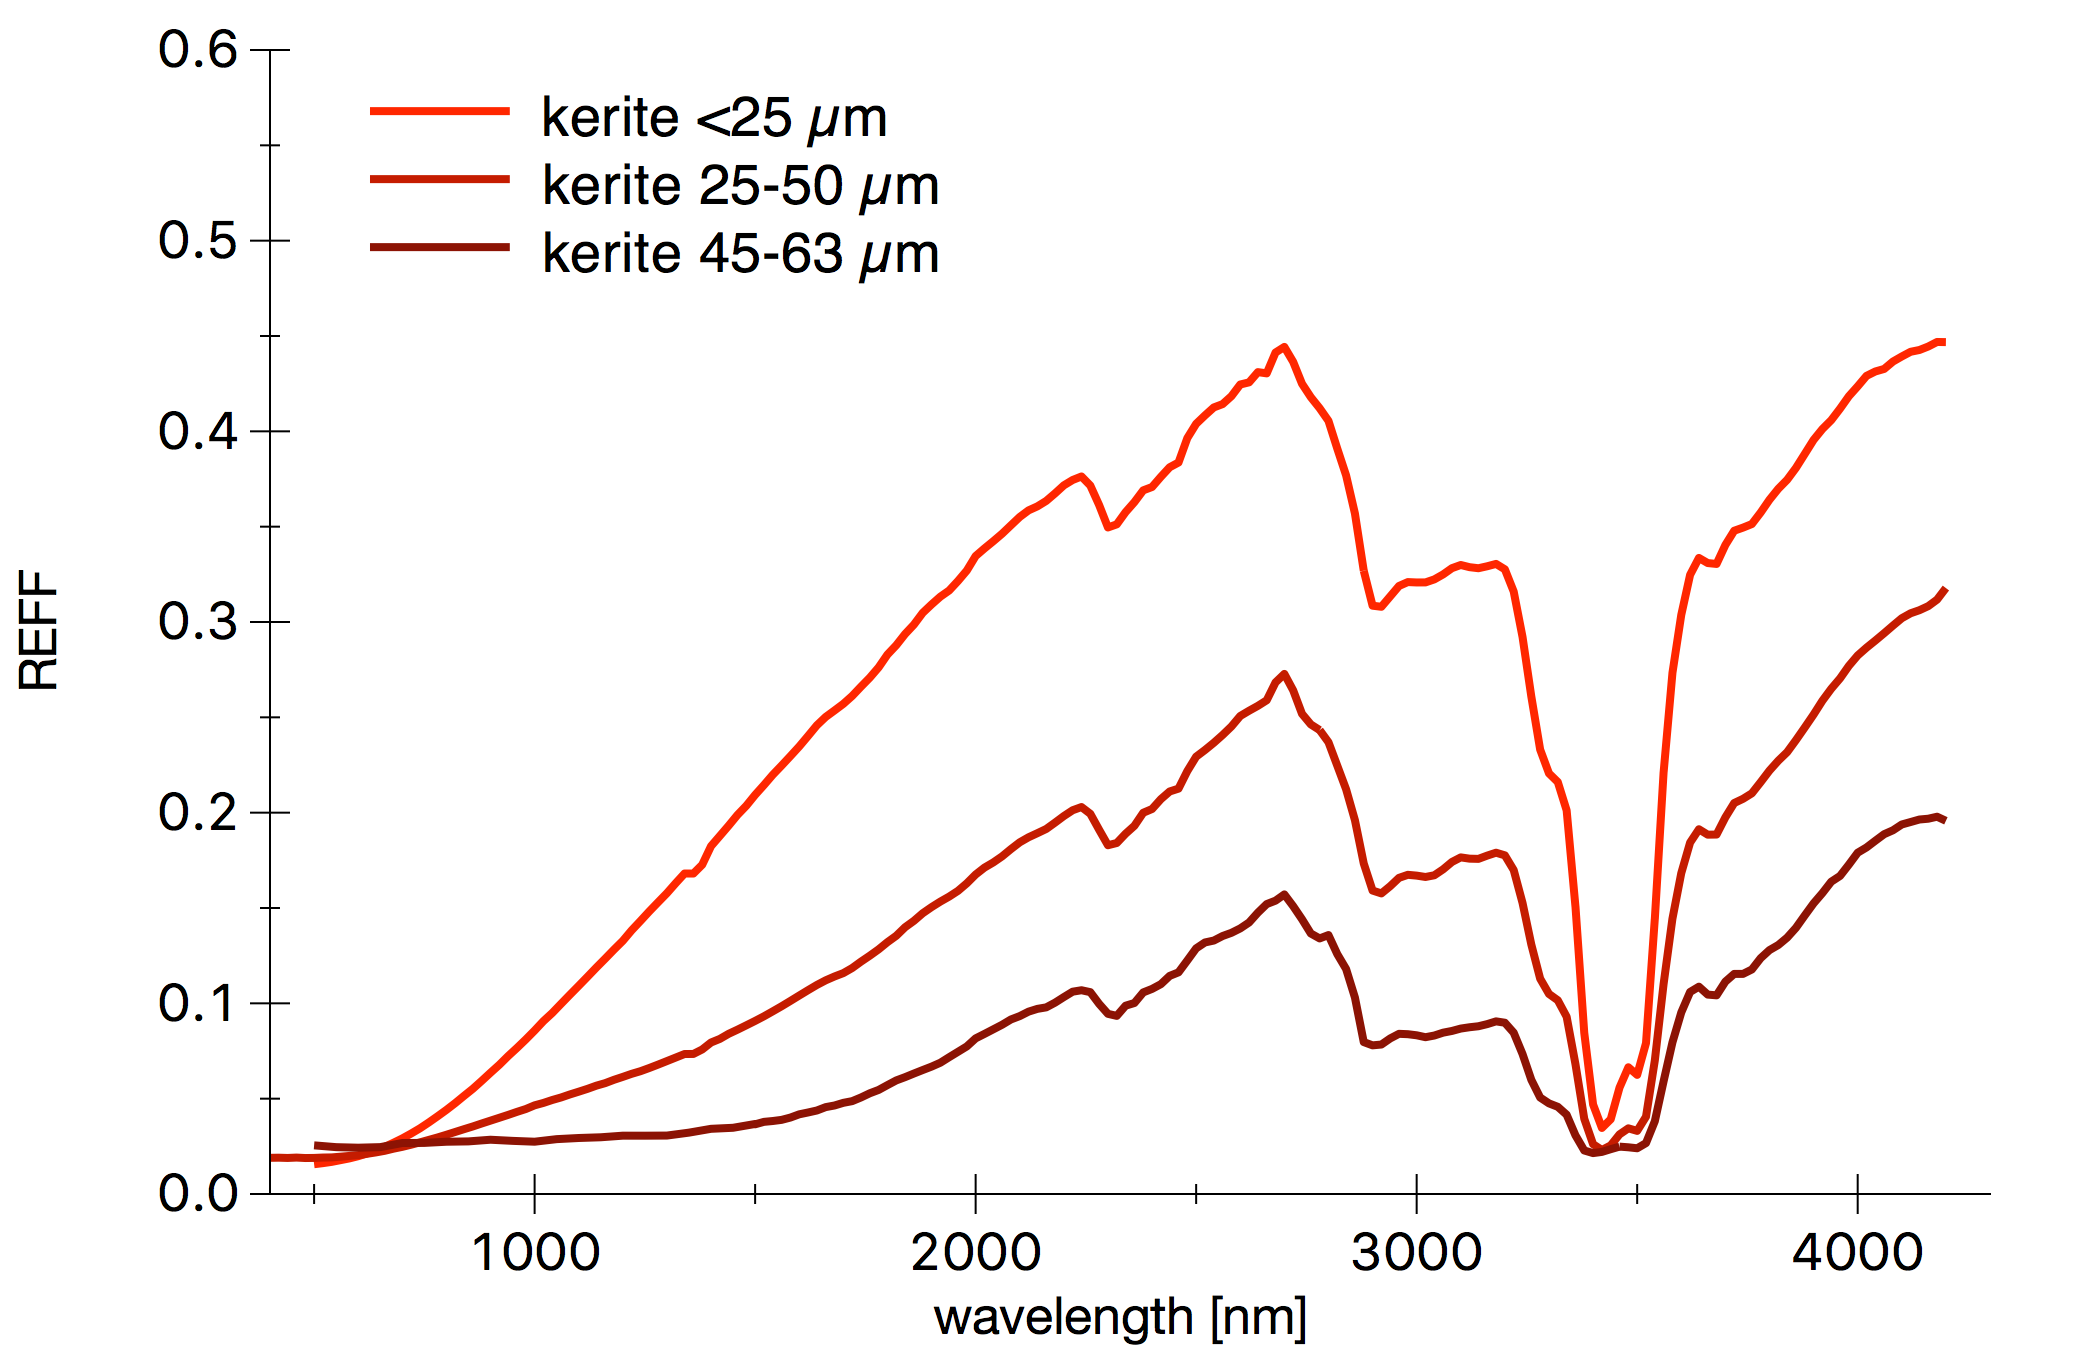 0.6
kerite <25 µm
kerite 25-50 µm
0.5
kerite 45-63 µm
0.4
0.3
REFF
0.2
0.1
0.0
1000 2000 3000 4000
wavelength [nm]